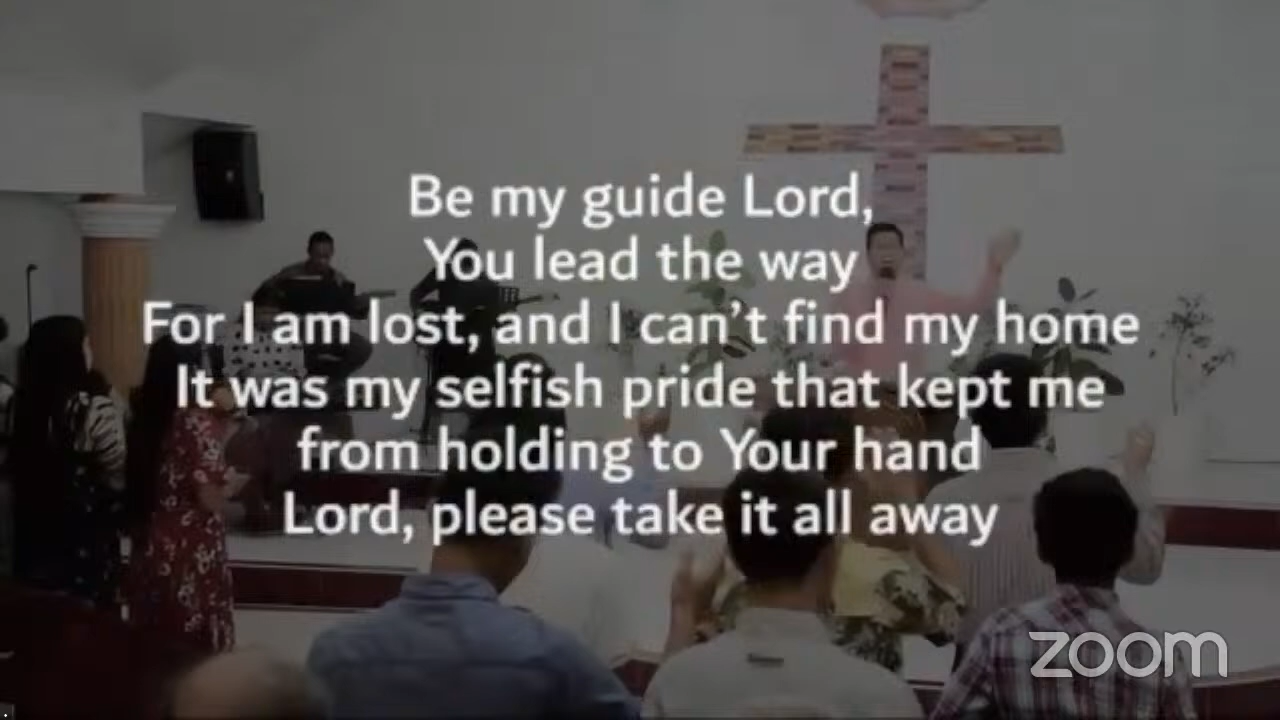 Be my guide Lord,
You lead the way
For I am lost, and I can’t find my home
It was my selfish pride that kept me
from holding to Your hand
Lord, please take it all away
zoom